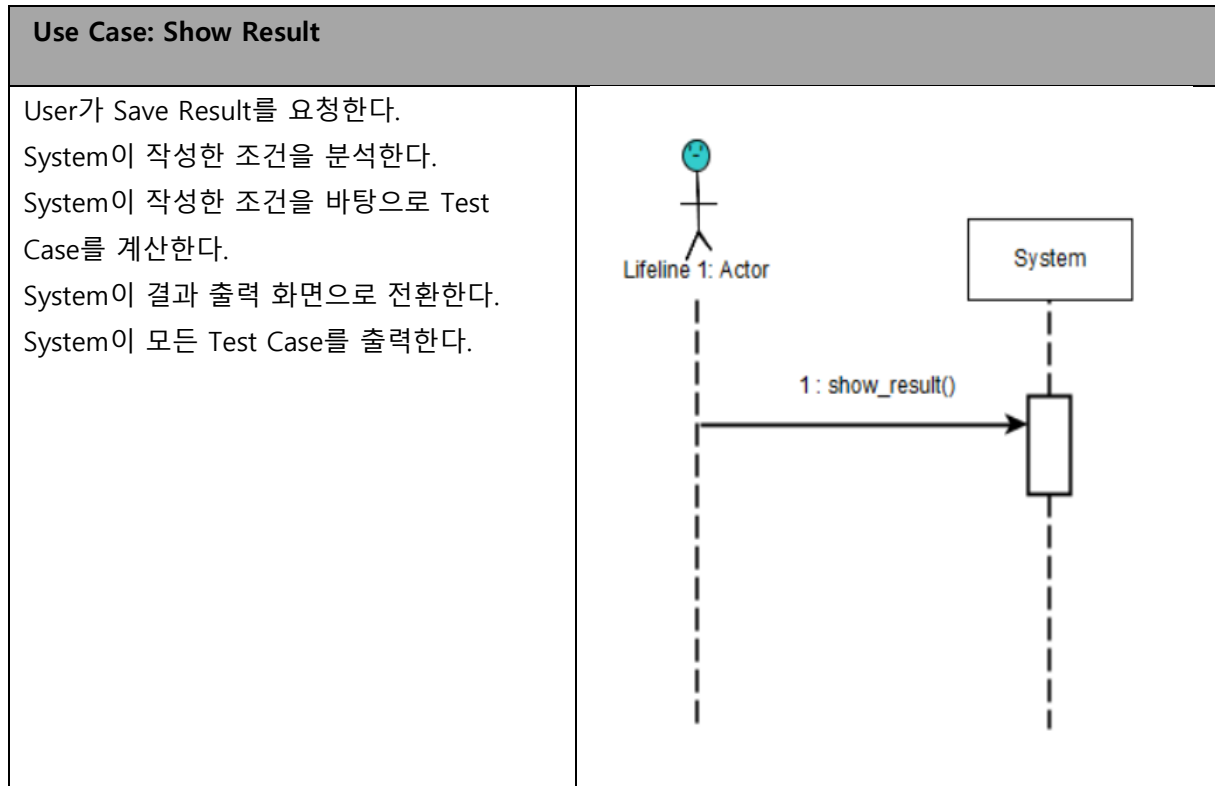 Use Case: Show Result
User가 Save Result를 요청한다.
System이 작성한 조건을 분석한다.
System이 작성한 조건을 바탕으로 Test
Case를 계산한다.
System이 결과 출력 화면으로 전환한다.
System이 모든 Test Case를 출력한다.
Lifeline 1: Actor
System
1 : show_result()